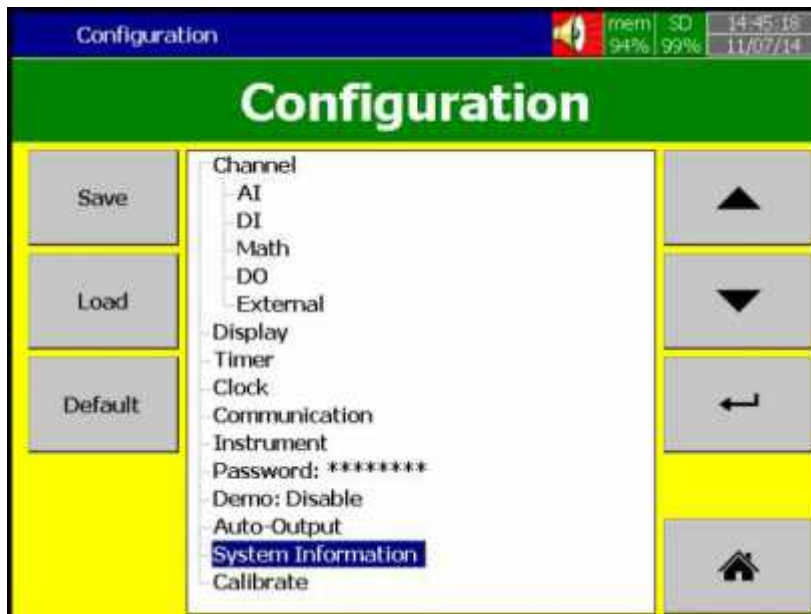 Configuration
mem SD 14:45:18
94% 99% 11/07/14
Configuration
Save
Load
Default
Channel
AI
DI
Math
DO
External
Display
Timer
Clock
Communication
Instrument
Password: ********
Demo: Disable
Auto-Output
System Information
Calibrate